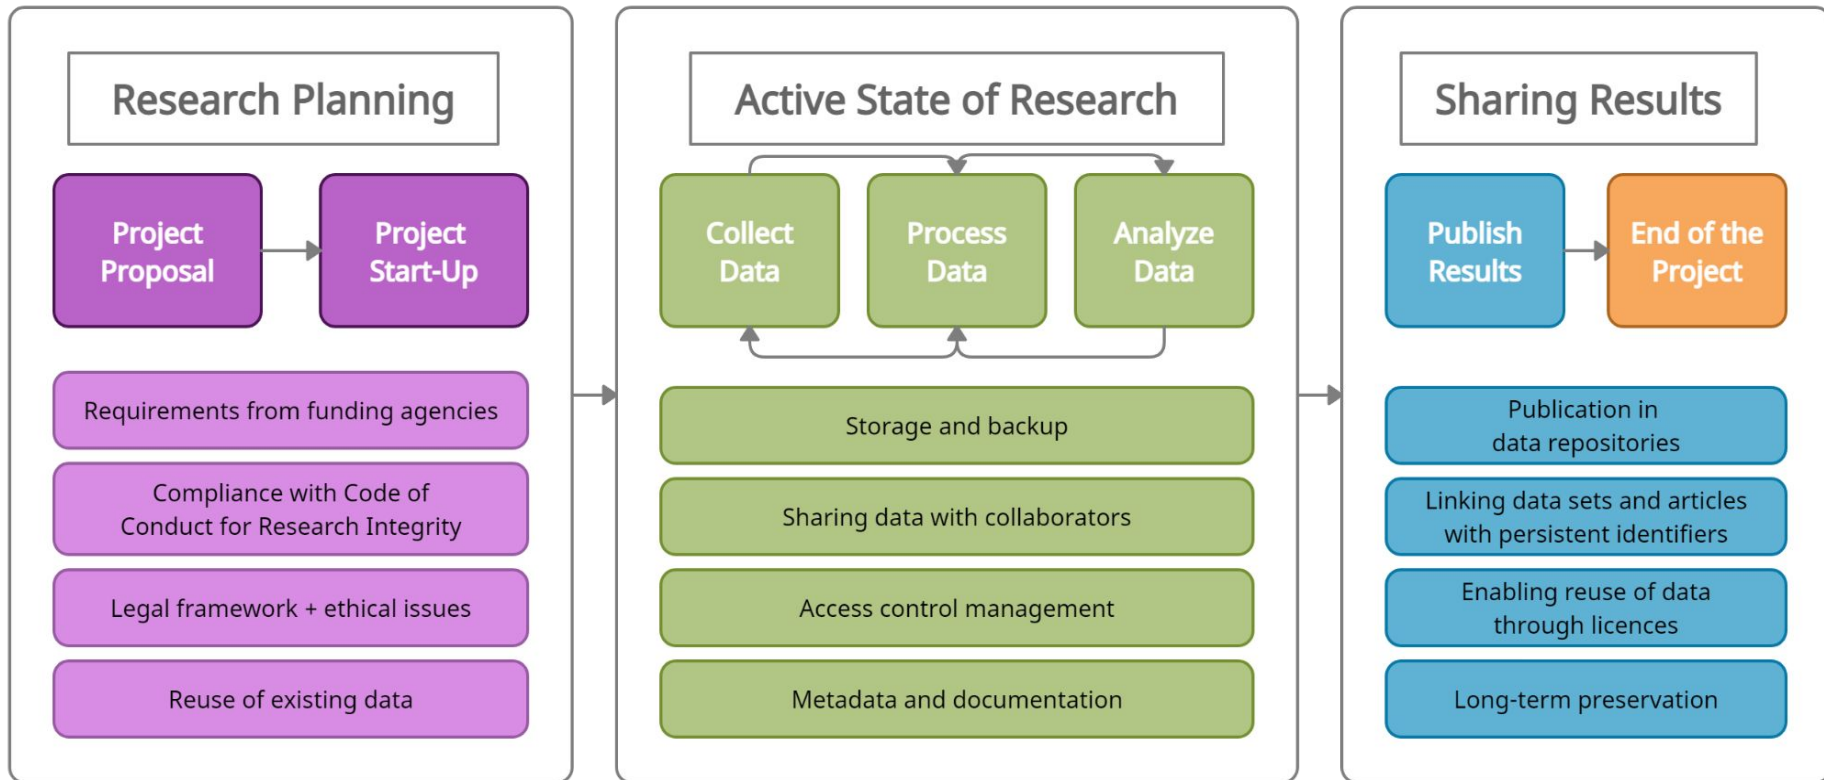 Research Planning
Project
Proposal
Project
Start-Up
Requirements from funding agencies
Compliance with Code of
Conduct for Research Integrity
Legal framework + ethical issues
Reuse of existing data
Active State of Research
Collect
Data
Process
Data
Analyze
Data
Storage and backup
Sharing data with collaborators
Access control management
Metadata and documentation
Sharing Results
Publish
Results
End of the
Project
Publication in
data repositories
Linking data sets and articles
with persistent identifiers
Enabling reuse of data
through licences
Long-term preservation